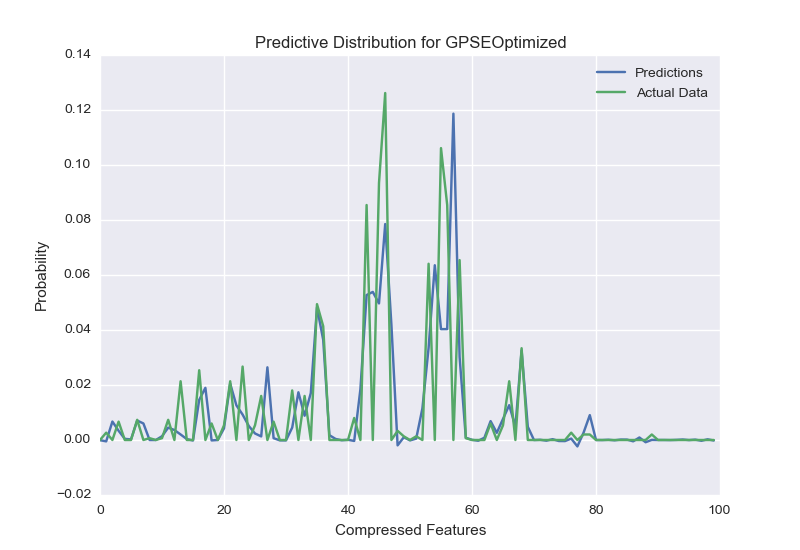 Predictive Distribution for GPSEOptimized
0.14
0.12
0.10
0.08
0.06
0.04
0.02
0.00
−0.02
Probability
Predictions
Actual Data
0 20 40 60 80 100
Compressed Features